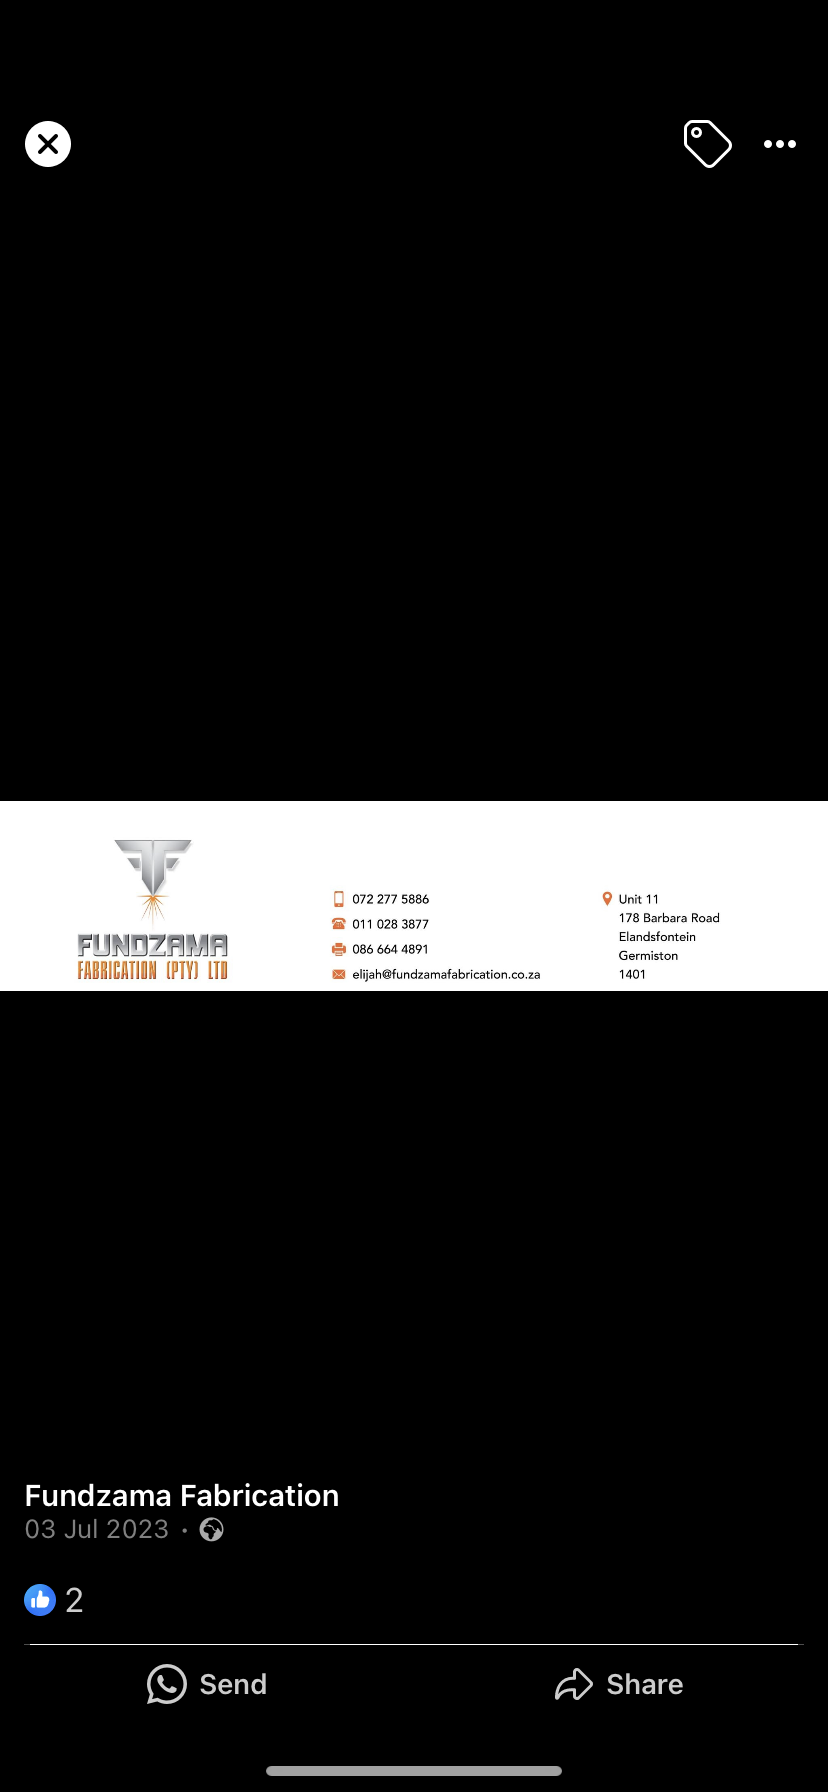 FUNDZAMA
FABRICATION (PTY) LTD
072 277 5886
011 028 3877
086 664 4891
elijah@fundzamafabrication.co.za
Unit 11
178 Barbara Road
Elandsfontein
Germiston
1401
Fundzama Fabrication
03 Jul 2023 ·
2
Send
Share